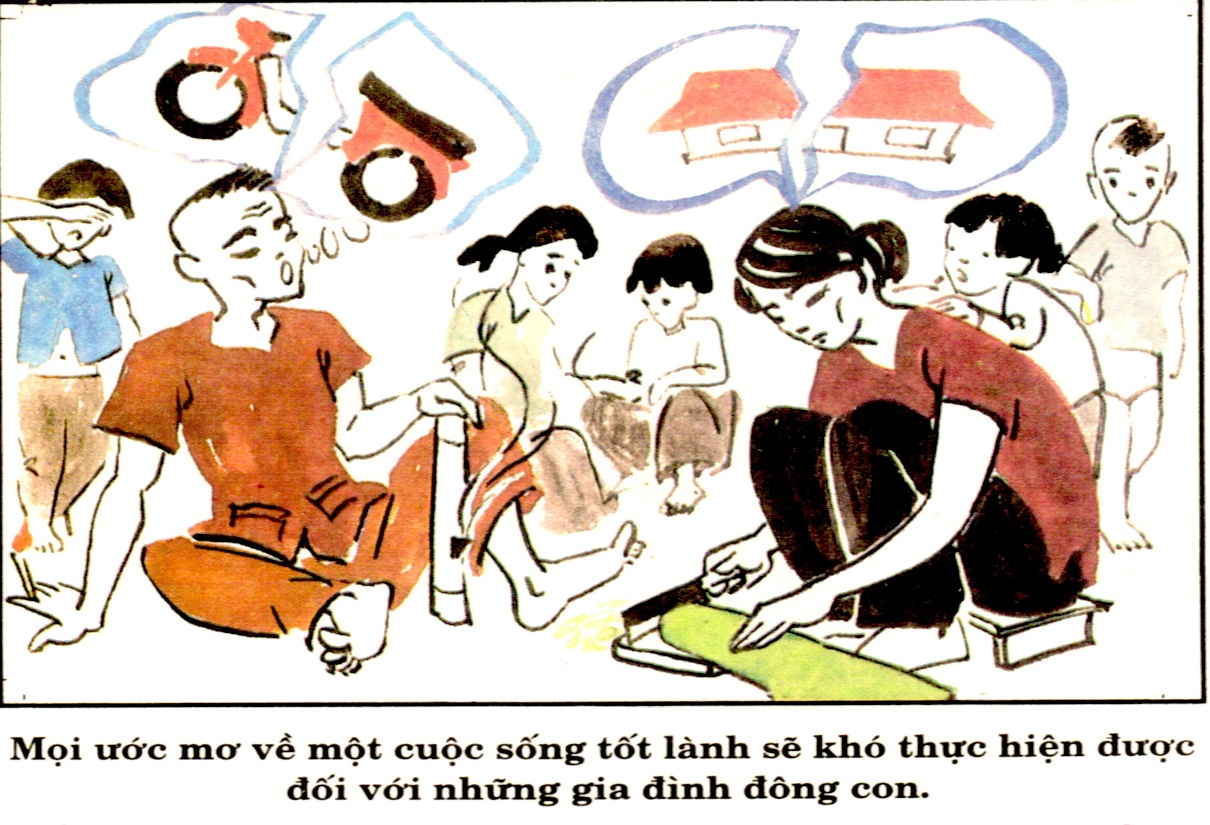 Mọi ước mơ về một cuộc sống tốt lành sẽ khó thực hiện được
đối với những gia đình đông con.